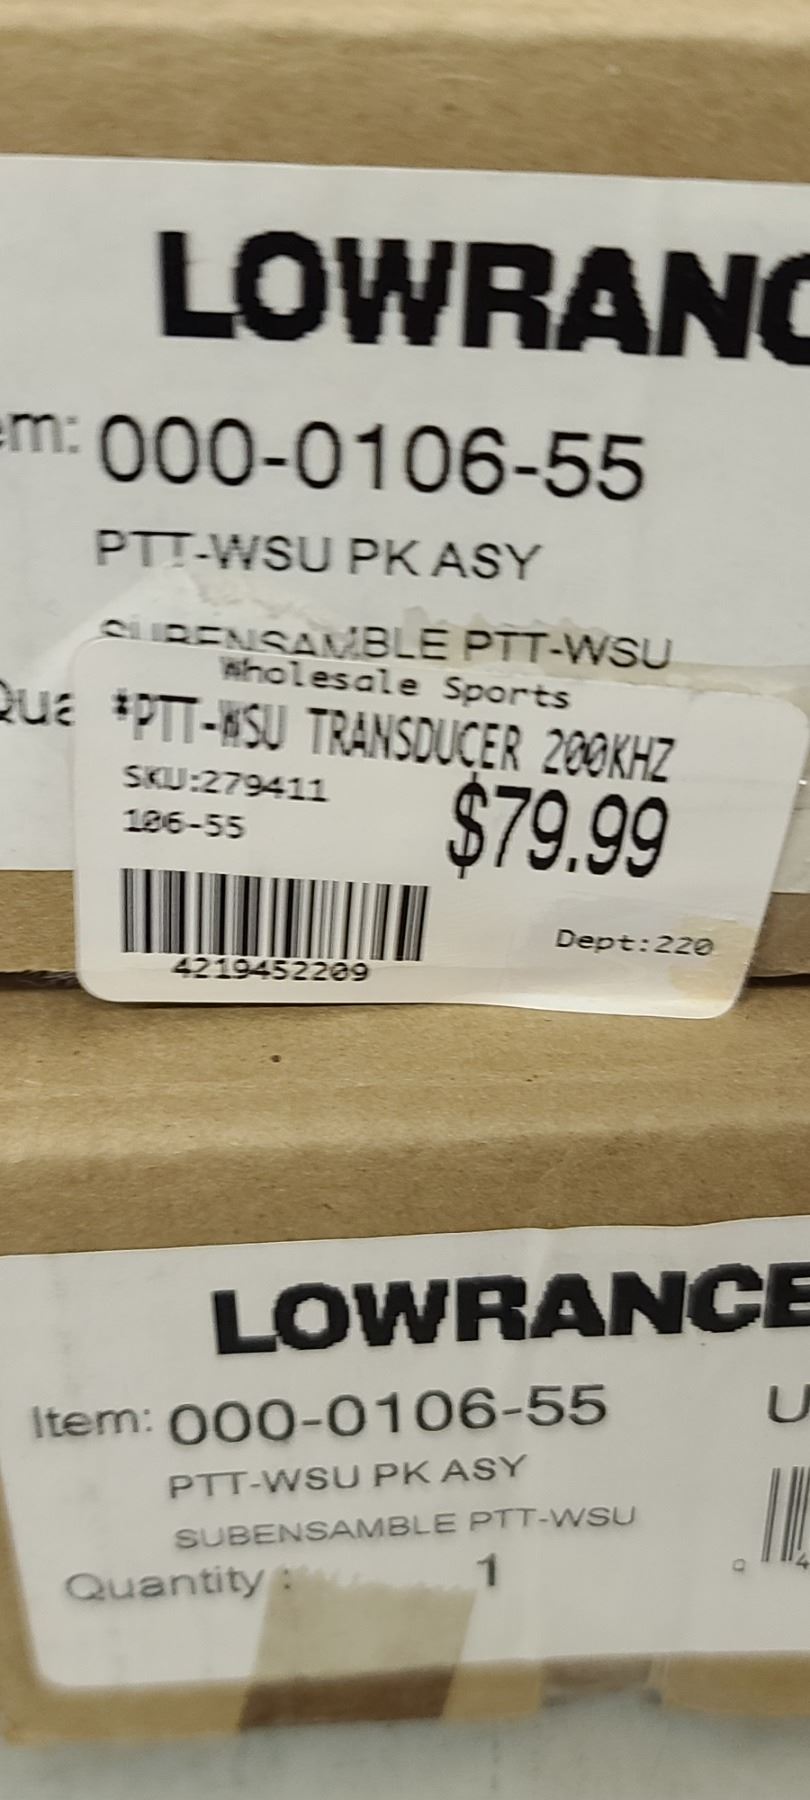 LOWRANC
em: 000-0106-55
PTT-WSU PK ASY
SUBENSAMBLE PTT-WSU
Qua
Wholesale Sports
*PTT-WSU TRANSDUCER 200KHZ
SKU:279411
$79.99
106-55
Dept:220
4219452209
LOWRANCE
Item: 000-0106-55
U
PTT-WSU PK ASY
SUBENSAMBLE PTT-WSU
Quantity : 1
0 4